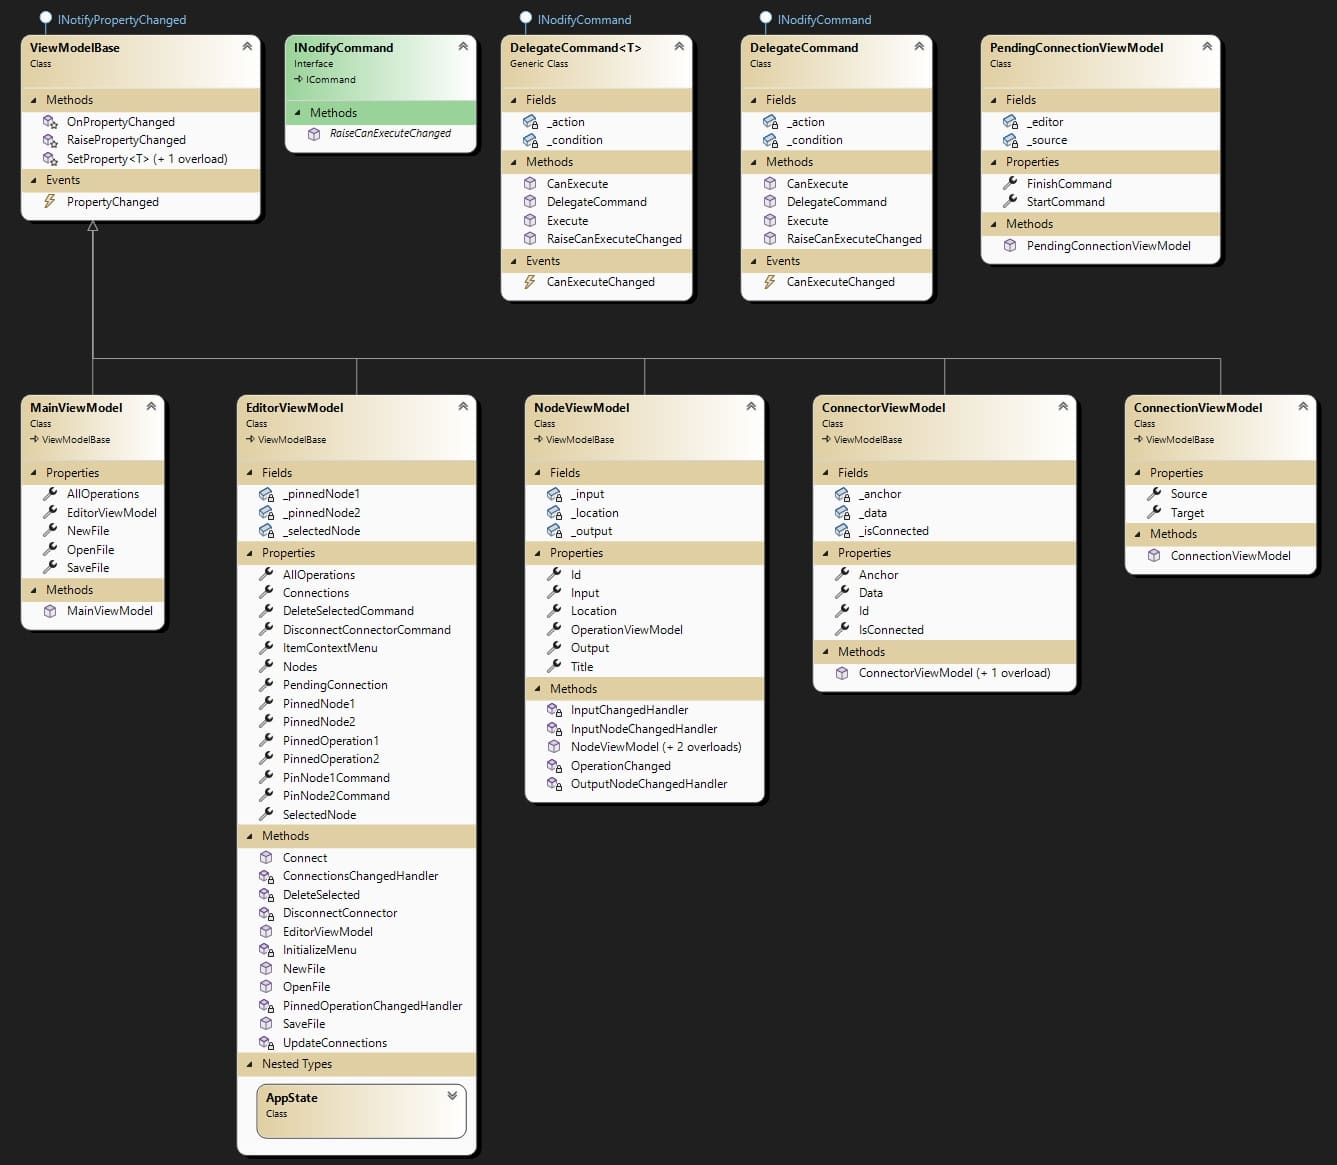 INotifyPropertyChanged
ViewModelBase
Class
Methods
OnPropertyChanged
RaisePropertyChanged
SetProperty<T> (+ 1 overload)
Events
PropertyChanged
INodifyCommand
Interface
ICommand
Methods
RaiseCanExecuteChanged
INodifyCommand
DelegateCommand<T>
Generic Class
Fields
_action
_condition
Methods
CanExecute
DelegateCommand
Execute
RaiseCanExecuteChanged
Events
CanExecuteChanged
INodifyCommand
DelegateCommand
Class
Fields
_action
_condition
Methods
CanExecute
DelegateCommand
Execute
RaiseCanExecuteChanged
Events
CanExecuteChanged
PendingConnectionViewModel
Class
Fields
_editor
_source
Properties
FinishCommand
StartCommand
Methods
PendingConnectionViewModel
MainViewModel
Class
ViewModelBase
Properties
AllOperations
EditorViewModel
NewFile
OpenFile
SaveFile
Methods
MainViewModel
EditorViewModel
Class
ViewModelBase
Fields
_pinnedNode1
_pinnedNode2
_selectedNode
Properties
AllOperations
Connections
DeleteSelectedCommand
DisconnectConnectorCommand
ItemContextMenu
Nodes
PendingConnection
PinnedNode1
PinnedNode2
PinnedOperation1
PinnedOperation2
PinNode1Command
PinNode2Command
SelectedNode
Methods
Connect
ConnectionsChangedHandler
DeleteSelected
DisconnectConnector
EditorViewModel
InitializeMenu
NewFile
OpenFile
PinnedOperationChangedHandler
SaveFile
UpdateConnections
Nested Types
AppState
Class
NodeViewModel
Class
ViewModelBase
Fields
_input
_location
_output
Properties
Id
Input
Location
OperationViewModel
Output
Title
Methods
InputChangedHandler
InputNodeChangedHandler
NodeViewModel (+ 2 overloads)
OperationChanged
OutputNodeChangedHandler
ConnectorViewModel
Class
ViewModelBase
Fields
_anchor
_data
_isConnected
Properties
Anchor
Data
Id
IsConnected
Methods
ConnectorViewModel (+ 1 overload)
ConnectionViewModel
Class
ViewModelBase
Properties
Source
Target
Methods
ConnectionViewModel